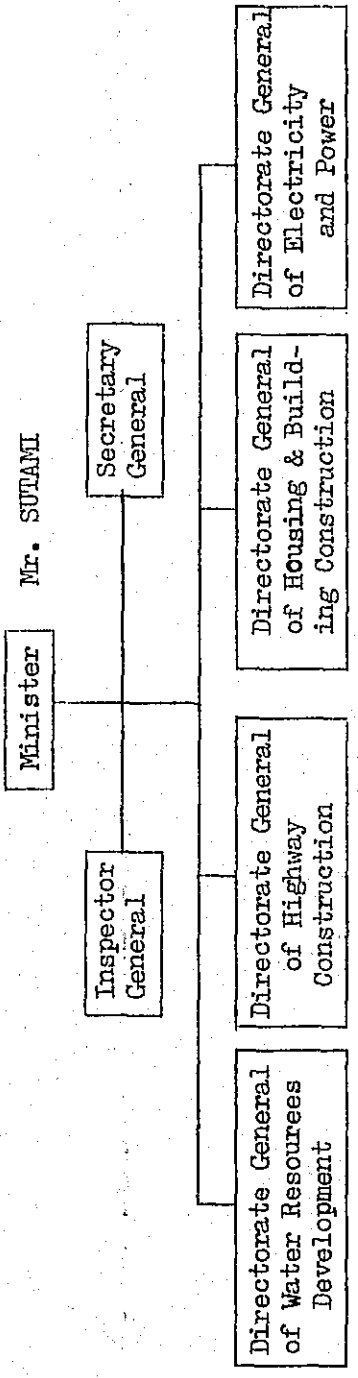 Minister Mr. SUTAMI
Inspector
General
Secretary
General
Directorate General
of Water Resourees
Development
Directorate General
of Highway
Construction
Directorate General
of Housing & Build-
ing Construction
Directorate General
of Electricity
and Power